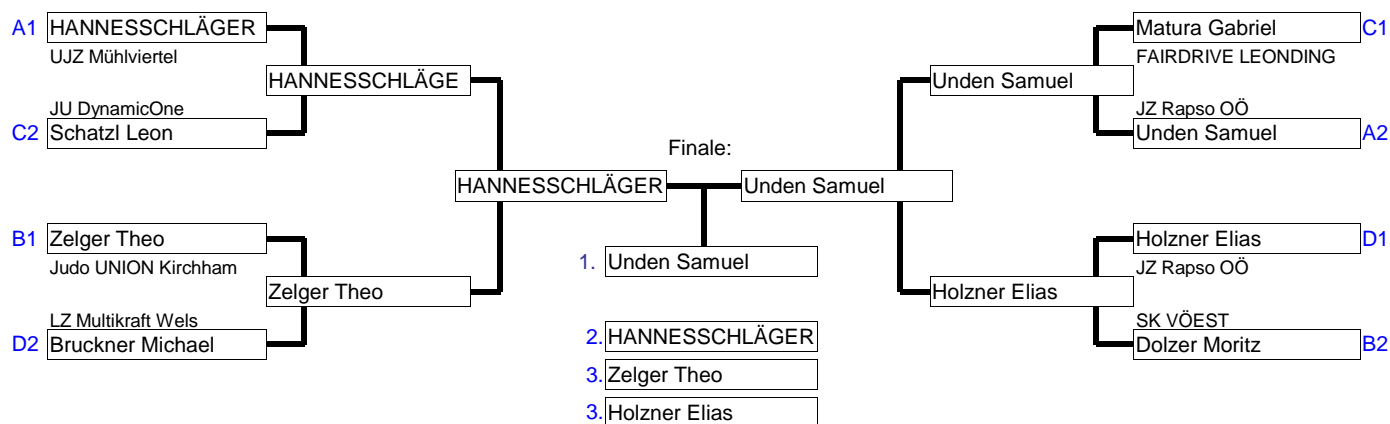 A1 HANNESSCHLÄGER
UJZ Mühlviertel
HANNESSCHLÄGE
JU DynamicOne
C2 Schatzl Leon
HANNESSCHLÄGER
B1 Zelger Theo
Judo UNION Kirchham
Zelger Theo
LZ Multikraft Wels
D2 Bruckner Michael
Finale:
1. Unden Samuel
2. HANNESSCHLÄGER
3. Zelger Theo
3. Holzner Elias
Matura Gabriel C1
FAIRDRIVE LEONDING
Unden Samuel
JZ Rapso OÖ
Unden Samuel A2
Unden Samuel
Holzner Elias D1
JZ Rapso OÖ
Holzner Elias
SK VÖEST
Dolzer Moritz B2